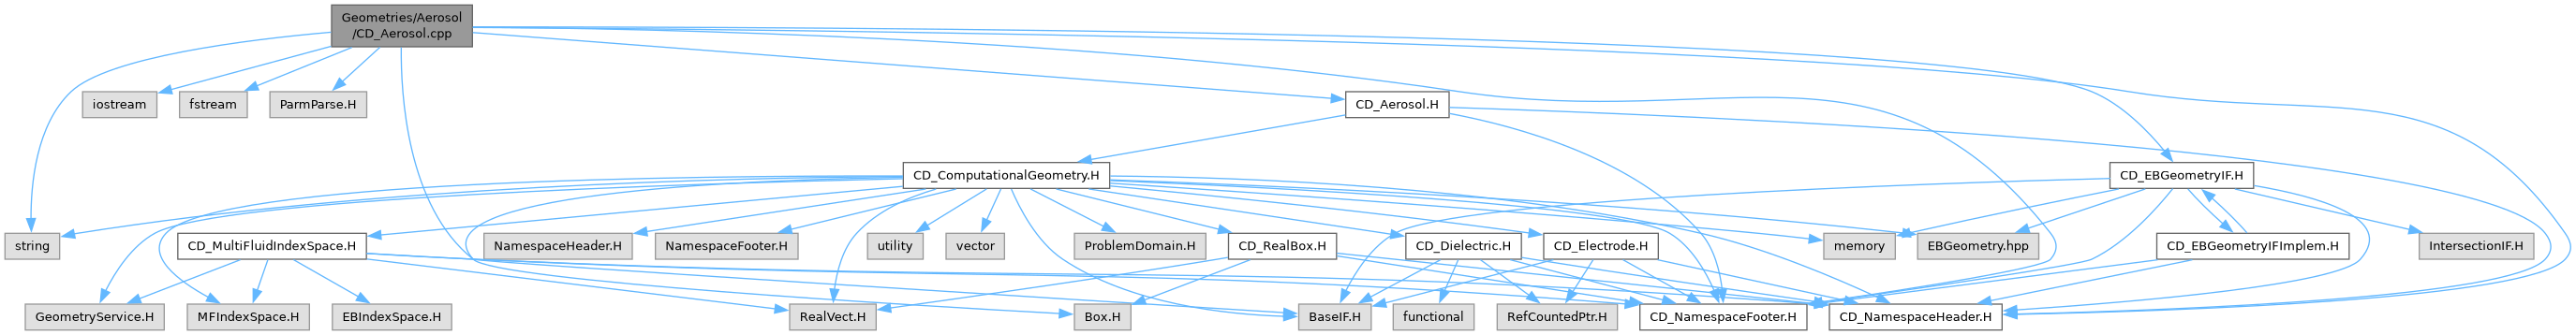 Geometries/Aerosol
/CD_Aerosol.cpp
iostream
fstream
ParmParse.H
CD_Aerosol.H
CD_ComputationalGeometry.H
CD_EBGeometryIF.H
string
CD_MultiFluidIndexSpace.H
NamespaceHeader.H
NamespaceFooter.H
utility
vector
ProblemDomain.H
CD_RealBox.H
CD_Dielectric.H
CD_Electrode.H
memory
EBGeometry.hpp
CD_EBGeometryIFImplem.H
IntersectionIF.H
GeometryService.H
MFIndexSpace.H
EBIndexSpace.H
RealVect.H
Box.H
BaseIF.H
functional
RefCountedPtr.H
CD_NamespaceFooter.H
CD_NamespaceHeader.H